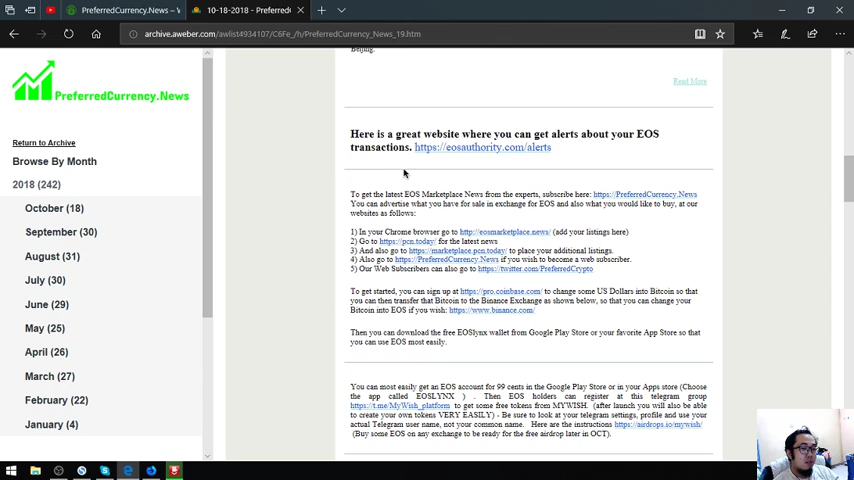 PreferredCurrency.News – W
10-18-2018 - Preferred
archive.aweber.com/awlist4934107/C6Fe_/h/PreferredCurrency_News_19.htm
PreferredCurrency.News
Return to Archive
Browse By Month
2018 (242)
October (18)
September (30)
August (31)
July (30)
June (29)
May (25)
April (26)
March (27)
February (22)
January (4)
Beijing.
Read More
Here is a great website where you can get alerts about your EOS
transactions. https://eosauthority.com/alerts
To get the latest EOS Marketplace News from the experts, subscribe here: https://PreferredCurrency.News
You can advertise what you have for sale in exchange for EOS and also what you would like to buy, at our
websites as follows:
1) In your Chrome browser go to http://eosmarketplace.news/ (add your listings here)
2) Go to https://pcn.today/ for the latest news
3) And also go to https://marketplace.pcn.today/ to place your additional listings.
4) Also go to https://PreferredCurrency.News if you wish to become a web subscriber.
5) Our Web Subscribers can also go to https://twitter.com/PreferredCrypto
To get started, you can sign up at https://pro.coinbase.com/ to change some US Dollars into Bitcoin so that
you can then transfer that Bitcoin to the Binance Exchange as shown below, so that you can change your
Bitcoin into EOS if you wish: https://www.binance.com/
Then you can download the free EOSlynx wallet from Google Play Store or your favorite App Store so that
you can use EOS most easily.
You can most easily get an EOS account for 99 cents in the Google Play Store or in your Apps store (Choose
the app called EOSLYNX ) . Then EOS holders can register at this telegram group
https://t.me/MyWish_platform to get some free tokens from MYWISH. (after launch you will also be able
to create your own tokens VERY EASILY) - Be sure to look at your telegram settings, profile and use your
actual Telegram user name, not your common name. Here are the instructions https://airdrops.io/mywish/
(Buy some EOS on any exchange to be ready for the free airdrop later in OCT).